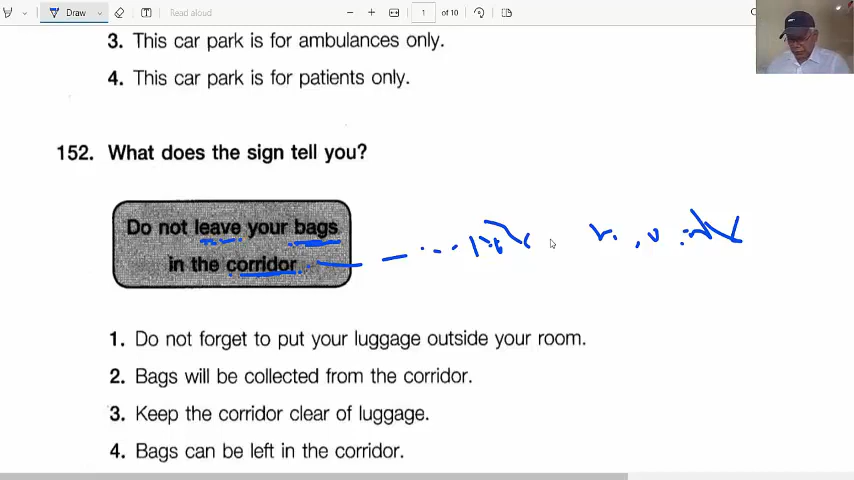 Draw
Read aloud
1
of 10
3. This car park is for ambulances only.
4. This car park is for patients only.
152. What does the sign tell you?
Do not leave your bags
in the corridor
1. Do not forget to put your luggage outside your room.
2. Bags will be collected from the corridor.
3. Keep the corridor clear of luggage.
4. Bags can be left in the corridor.